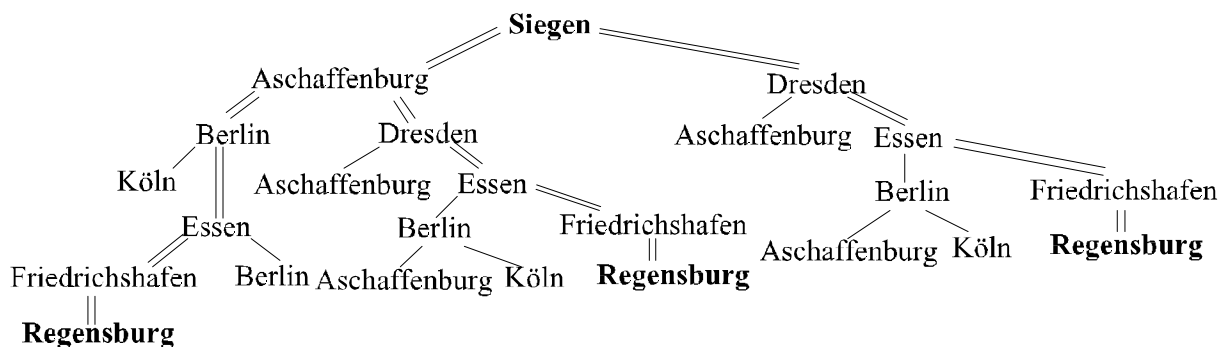 Siegen
Aschaffenburg Dresden
Berlin Dresden Aschaffenburg Essen
Köln Aschaffenburg Essen Berlin Friedrichshafen
Essen Berlin Friedrichshafen Aschaffenburg Köln Regensburg
Friedrichshafen Berlin Aschaffenburg Köln Regensburg
Regensburg